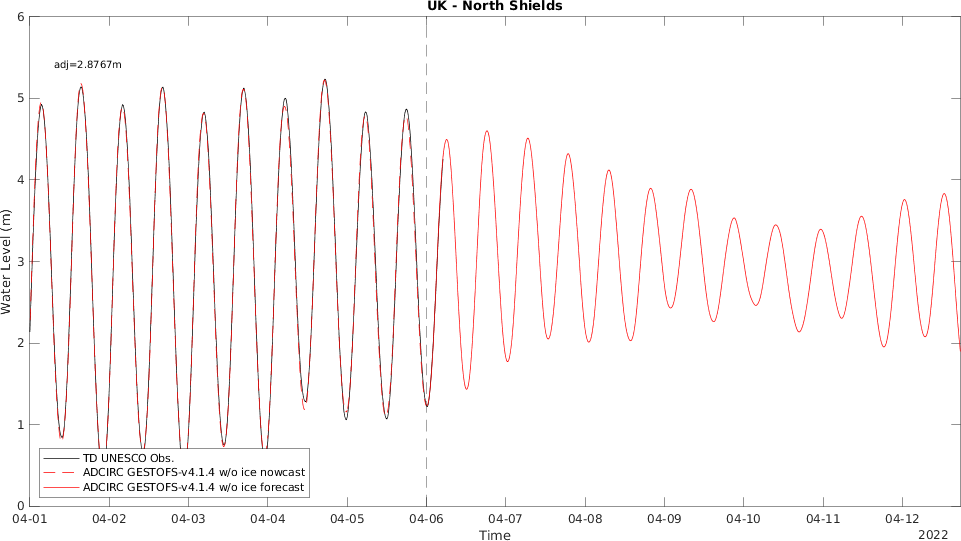 UK - North Shields
adj=2.8767m
6
5
4
3
2
1
0
Water Level (m)
TD UNESCO Obs.
ADCIRC GESTOFS-v4.1.4 w/o ice nowcast
ADCIRC GESTOFS-v4.1.4 w/o ice forecast
04-01 04-02 04-03 04-04 04-05 04-06 04-07 04-08 04-09 04-10 04-11 04-12
Time
2022